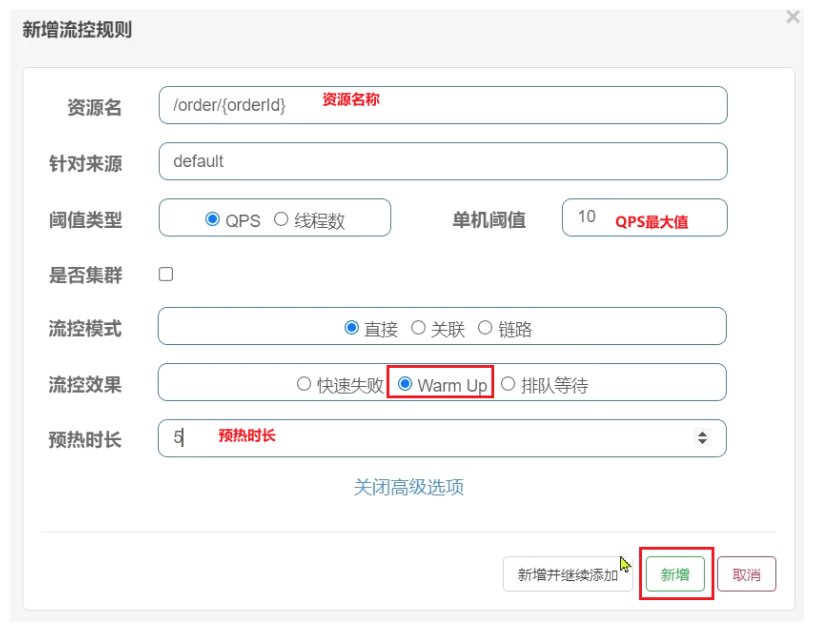 新增流控规则
×
资源名 /order/{orderId} 资源名称
针对来源 default
阈值类型 QPS 线程数 单机阈值 10 QPS最大值
是否集群
流控模式 直接 关联 链路
流控效果 快速失败 Warm Up 排队等待
预热时长 5 预热时长
关闭高级选项
新增并继续添加 新增 取消